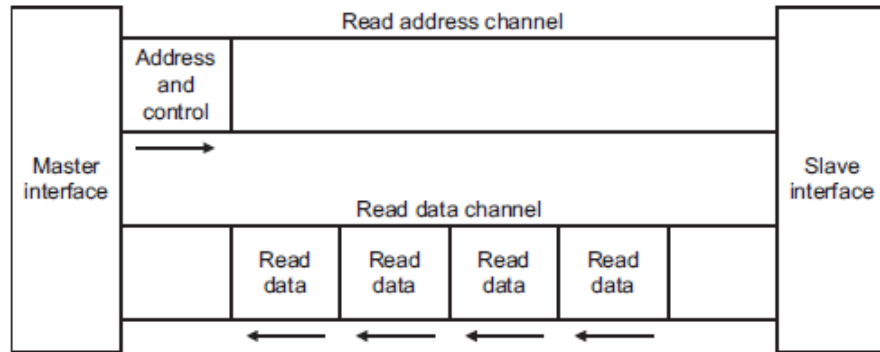 Read address channel
Address
and
control
Master
interface
Slave
interface
Read data channel
Read
data
Read
data
Read
data
Read
data